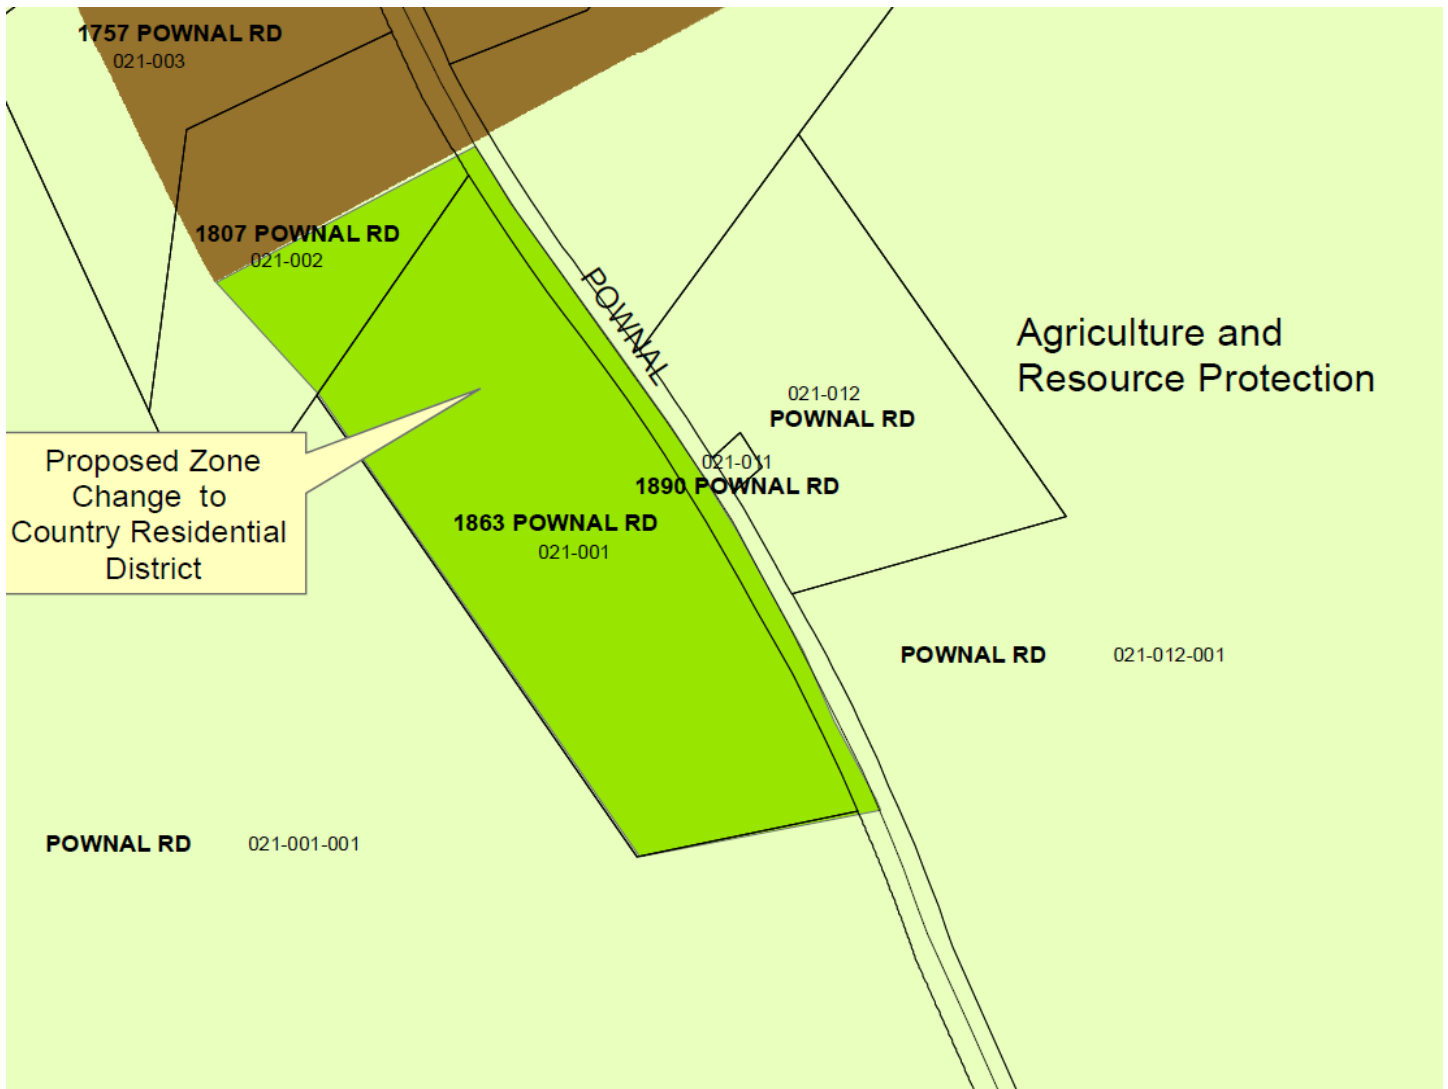 1757 POWNAL RD
021-003
1807 POWNAL RD
021-002
POWNAL
Agriculture and
Resource Protection
021-012
POWNAL RD
021-011
1890 POWNAL RD
Proposed Zone
Change to
Country Residential
District
1863 POWNAL RD
021-001
POWNAL RD
021-012-001
POWNAL RD
021-001-001